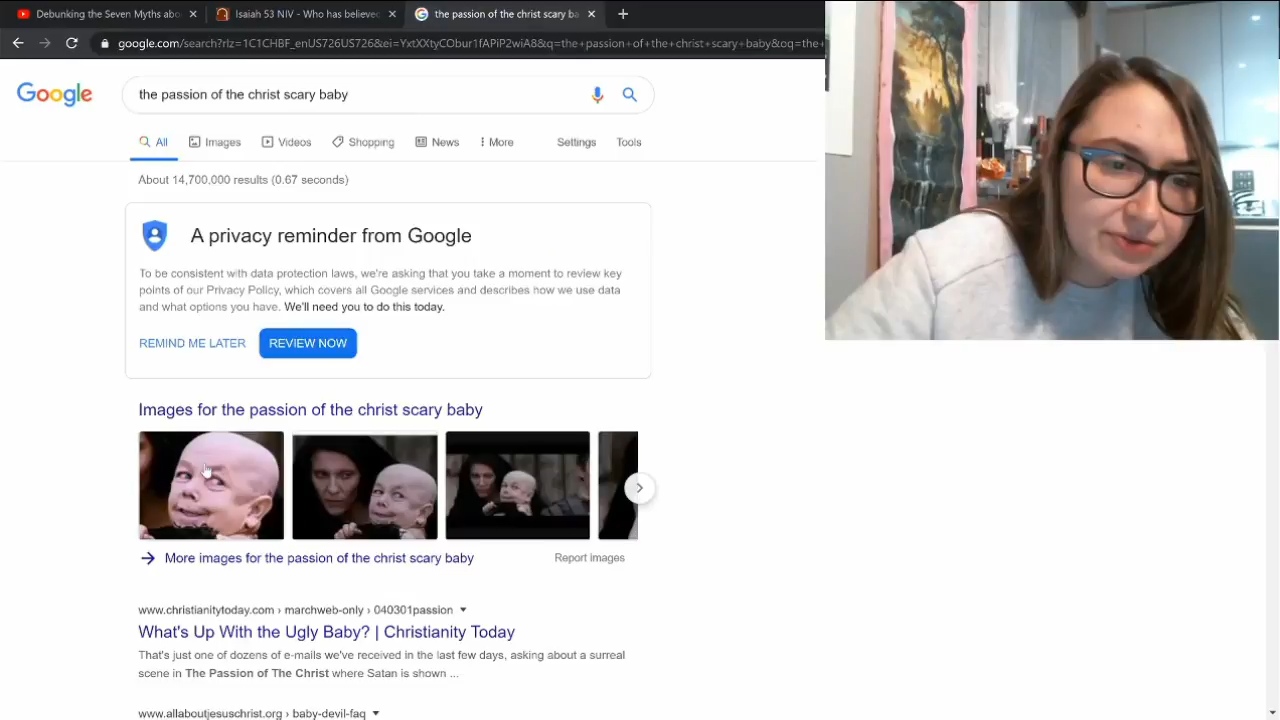 Debunking the Seven Myths abo
Isaiah 53 NIV - Who has believed
the passion of the christ scary ba
google.com/search?rlz=1C1CHBF_enUS726US726&ei=YxtXXtyCObur1fAPiP2wiA8&q=the+passion+of+the+christ+scary+baby&oq=the+
Google
the passion of the christ scary baby
All Images Videos Shopping News More Settings Tools
About 14,700,000 results (0.67 seconds)
A privacy reminder from Google
To be consistent with data protection laws, we're asking that you take a moment to review key
points of our Privacy Policy, which covers all Google services and describes how we use data
and what options you have. We'll need you to do this today.
REMIND ME LATER REVIEW NOW
Images for the passion of the christ scary baby
More images for the passion of the christ scary baby Report images
www.christianitytoday.com › marchweb-only › 040301passion
What's Up With the Ugly Baby? | Christianity Today
That's just one of dozens of e-mails we've received in the last few days, asking about a surreal
scene in The Passion of The Christ where Satan is shown ...
www.allaboutjesuschrist.org › baby-devil-faq